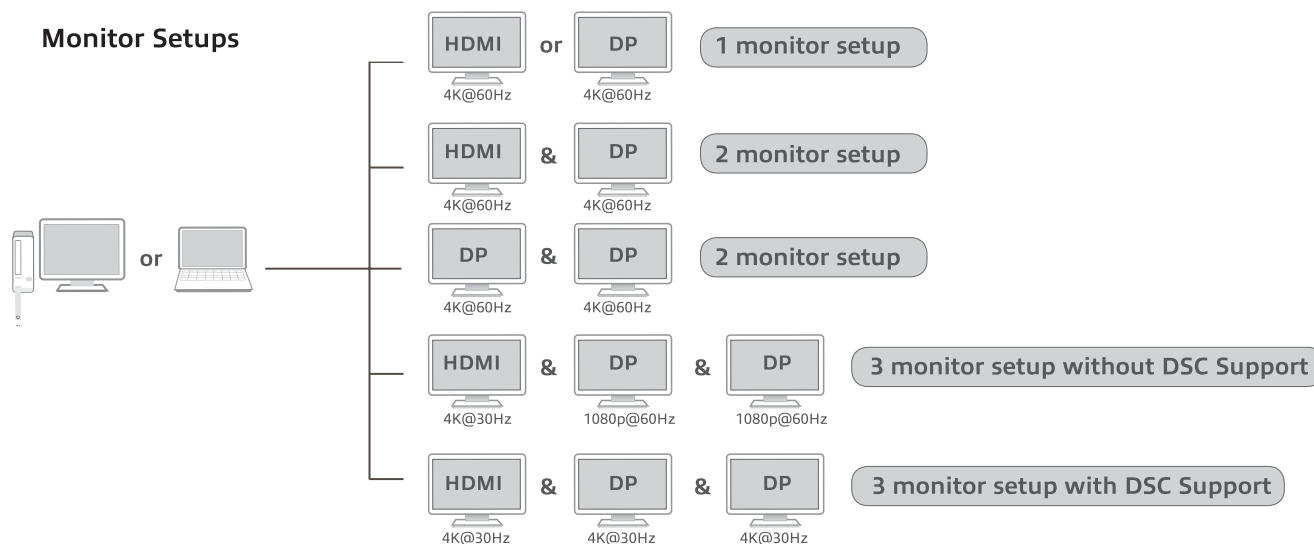 Monitor Setups
HDMI or DP 1 monitor setup
4K@60Hz 4K@60Hz
HDMI & DP 2 monitor setup
4K@60Hz 4K@60Hz
or
DP & DP 2 monitor setup
4K@60Hz 4K@60Hz
HDMI & DP & DP 3 monitor setup without DSC Support
4K@30Hz 1080p@60Hz 1080p@60Hz
HDMI & DP & DP 3 monitor setup with DSC Support
4K@30Hz 4K@30Hz 4K@30Hz